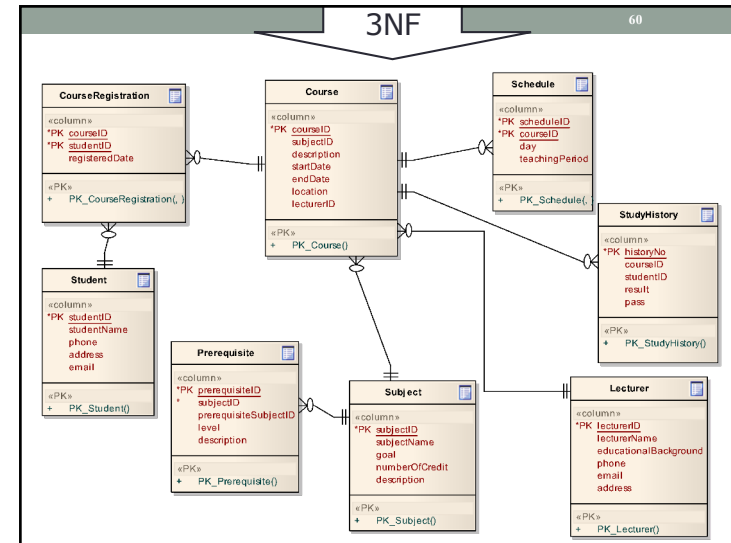 3NF
60
CourseRegistration
«column»
*PK courseID
*PK studentID
registeredDate
«PK»
+ PK_CourseRegistration(, )
Course
«column»
*PK courseID
subjectID
description
startDate
endDate
location
lecturerID
«PK»
+ PK_Course()
Schedule
«column»
*PK scheduleID
*PK courseID
day
teachingPeriod
«PK»
+ PK_Schedule(, )
StudyHistory
«column»
*PK historyNo
courseID
studentID
result
pass
«PK»
+ PK_StudyHistory()
Student
«column»
*PK studentID
studentName
phone
address
email
«PK»
+ PK_Student()
Prerequisite
«column»
*PK prerequisiteID
* subjectID
prerequisiteSubjectID
level
description
«PK»
+ PK_Prerequisite()
Subject
«column»
*PK subjectID
subjectName
goal
numberOfCredit
description
«PK»
+ PK_Subject()
Lecturer
«column»
*PK lecturerID
lecturerName
educationalBackground
phone
email
address
«PK»
+ PK_Lecturer()